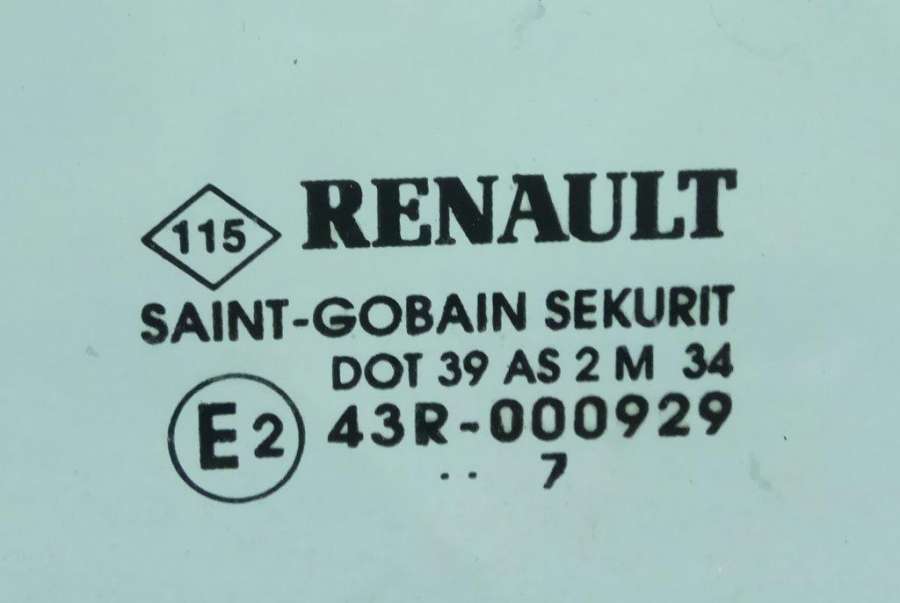 115 RENAULT
SAINT-GOBAIN SEKURIT
DOT 39 AS 2 M 34
E2 43R-000929
.. 7